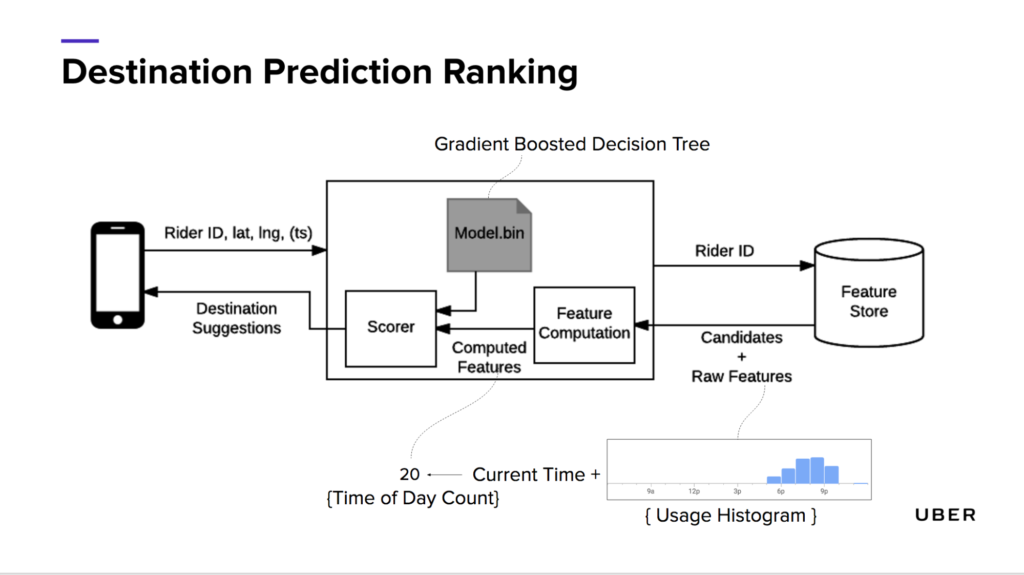 Destination Prediction Ranking
Gradient Boosted Decision Tree
Rider ID, lat, lng, (ts)
Model.bin
Rider ID
Destination
Suggestions
Scorer
Feature
Computation
Feature
Store
Computed
Features
Candidates
+
Raw Features
20
Current Time +
{Time of Day Count}
9a 12p 3p 6p 9p
{ Usage Histogram }
UBER